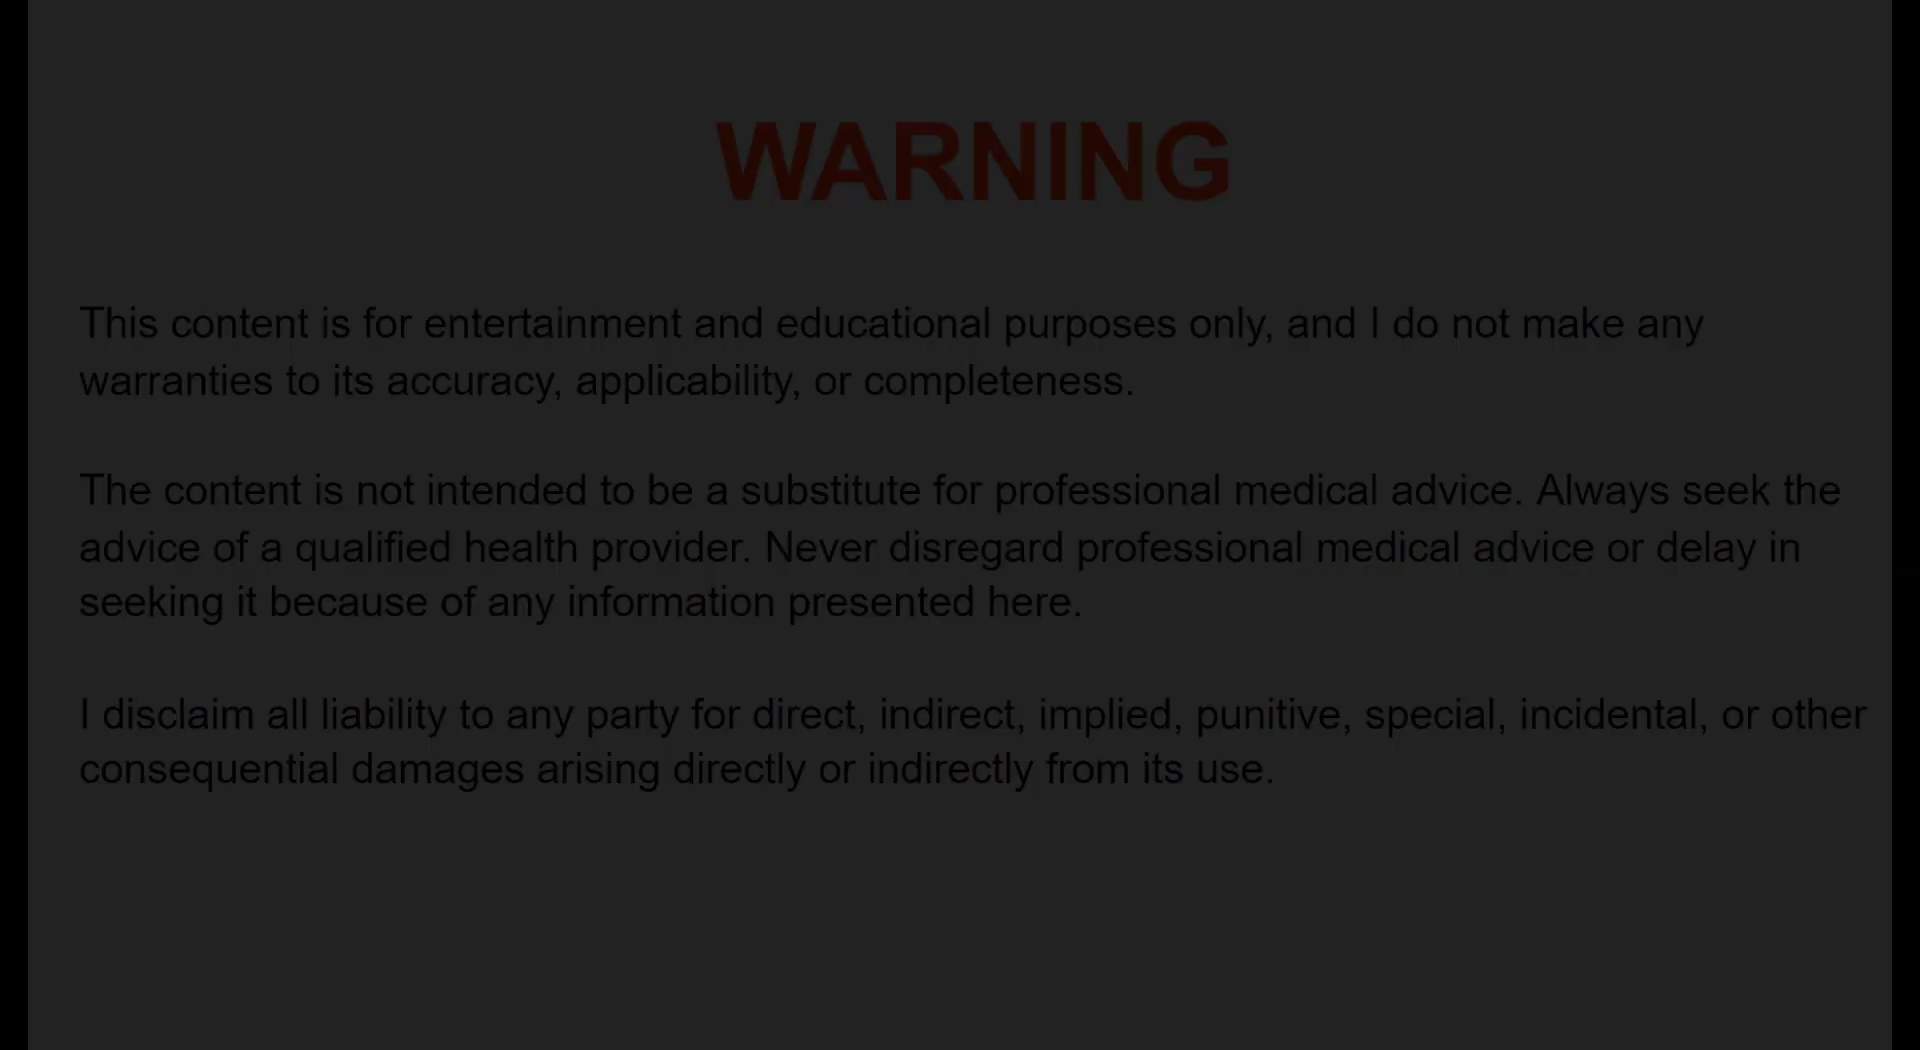 WARNING
This content is for entertainment and educational purposes only, and I do not make any
warranties to its accuracy, applicability, or completeness.
The content is not intended to be a substitute for professional medical advice. Always seek the
advice of a qualified health provider. Never disregard professional medical advice or delay in
seeking it because of any information presented here.
I disclaim all liability to any party for direct, indirect, implied, punitive, special, incidental, or other
consequential damages arising directly or indirectly from its use.